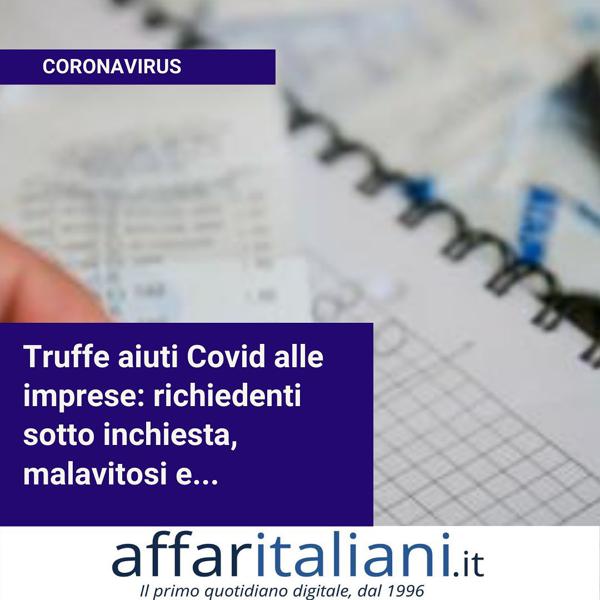 CORONAVIRUS
Truffe aiuti Covid alle
imprese: richiedenti
sotto inchiesta,
malavitosi e...
affaritaliani.it
Il primo quotidiano digitale, dal 1996